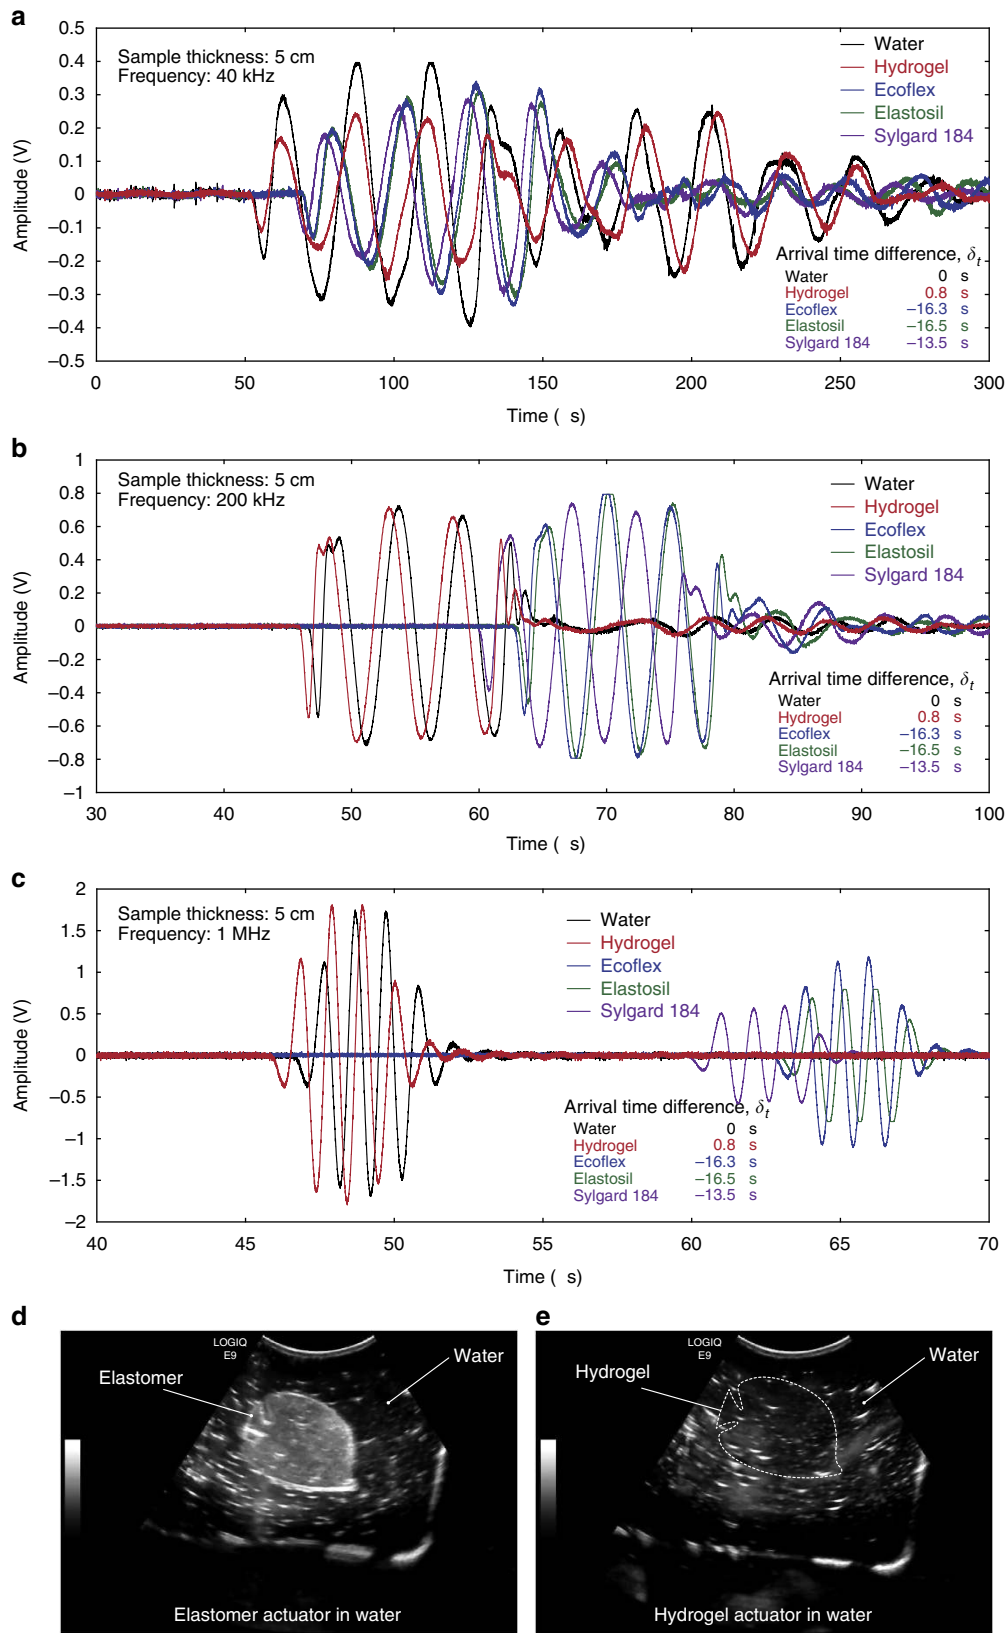 a
Sample thickness: 5 cm
Frequency: 40 kHz
Water
Hydrogel
Ecoflex
Elastosil
Sylgard 184
0.5
0.4
0.3
0.2
0.1
0
–0.1
–0.2
–0.3
–0.4
–0.5
Amplitude (V)
Arrival time difference, δt
Water 0 s
Hydrogel 0.8 s
Ecoflex –16.3 s
Elastosil –16.5 s
Sylgard 184 –13.5 s
0 50 100 150 200 250 300
Time ( s)
b
Sample thickness: 5 cm
Frequency: 200 kHz
Water
Hydrogel
Ecoflex
Elastosil
Sylgard 184
1
0.8
0.6
0.4
0.2
0
–0.2
–0.4
–0.6
–0.8
–1
Amplitude (V)
Arrival time difference, δt
Water 0 s
Hydrogel 0.8 s
Ecoflex –16.3 s
Elastosil –16.5 s
Sylgard 184 –13.5 s
30 40 50 60 70 80 90 100
Time ( s)
c
Sample thickness: 5 cm
Frequency: 1 MHz
Water
Hydrogel
Ecoflex
Elastosil
Sylgard 184
2
1.5
1
0.5
0
–0.5
–1
–1.5
–2
Amplitude (V)
Arrival time difference, δt
Water 0 s
Hydrogel 0.8 s
Ecoflex –16.3 s
Elastosil –16.5 s
Sylgard 184 –13.5 s
40 45 50 55 60 65 70
Time ( s)
d
LOGIQ
E9
Water
Elastomer
Elastomer actuator in water
e
LOGIQ
E9
Water
Hydrogel
Hydrogel actuator in water